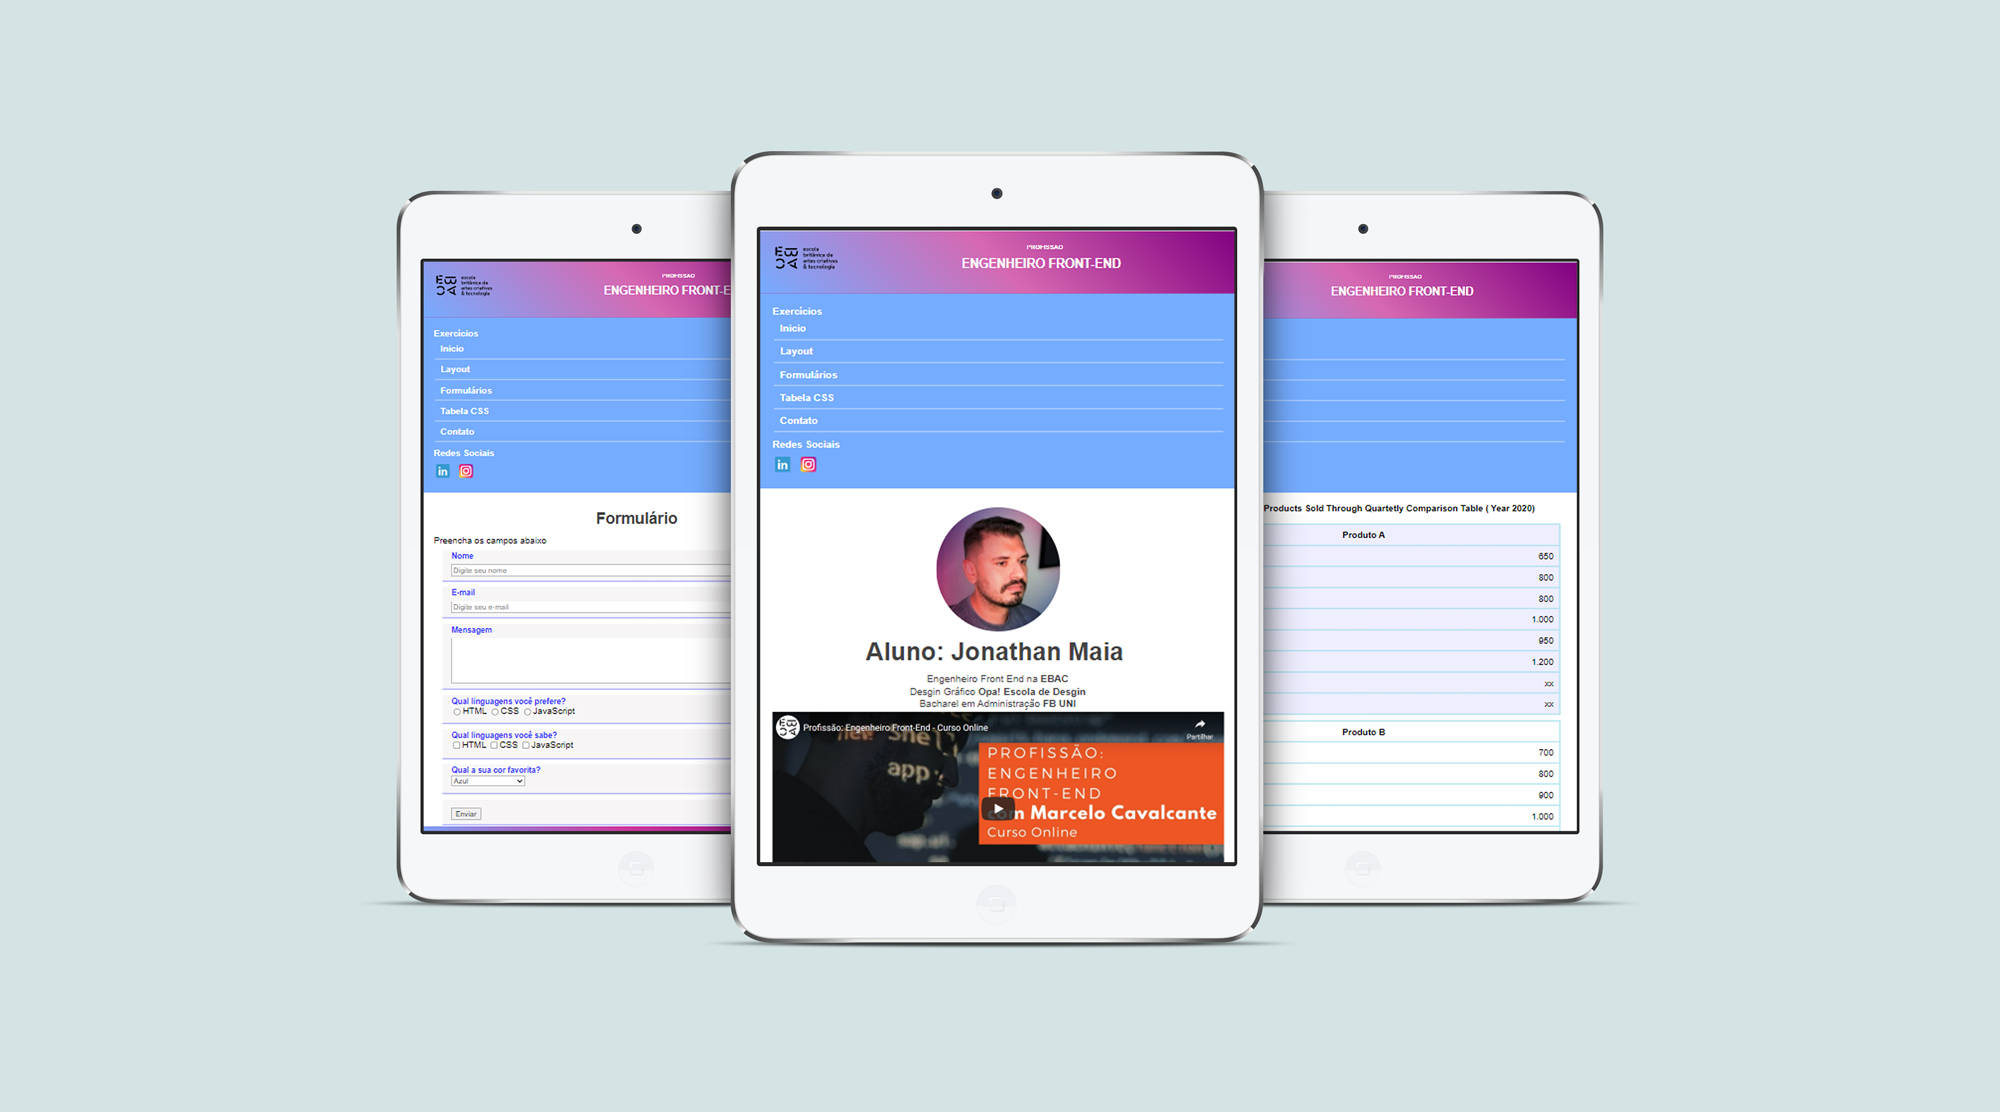 escola
britânica de
artes criativas
& tecnologia
PROFISSÃO
ENGENHEIRO FRONT-E
Exercícios
Inicio
Layout
Formulários
Tabela CSS
Contato
Redes Sociais
in
Formulário
Preencha os campos abaixo
Nome
Digite seu nome
E-mail
Digite seu e-mail
Mensagem
Qual linguagens você prefere?
HTML CSS JavaScript
Qual linguagens você sabe?
HTML CSS JavaScript
Qual a sua cor favorita?
Azul
Enviar
EBAC
escola
britânica de
artes criativas
& tecnologia
PROFISSÃO
ENGENHEIRO FRONT-END
Exercícios
Inicio
Layout
Formulários
Tabela CSS
Contato
Redes Sociais
in
Aluno: Jonathan Maia
Engenheiro Front End na EBAC
Desgin Gráfico Opa! Escola de Desgin
Bacharel em Administração FB UNI
Profissão: Engenheiro Front-End - Curso Online
Partilhar
app
PROFISSÃO:
ENGENHEIRO
FRONT-END
com Marcelo Cavalcante
Curso Online
PROFISSÃO
ENGENHEIRO FRONT-END
Products Sold Through Quartetly Comparison Table ( Year 2020)
Produto A
650
800
800
1.000
950
1.200
xx
xx
Produto B
700
800
900
1.000